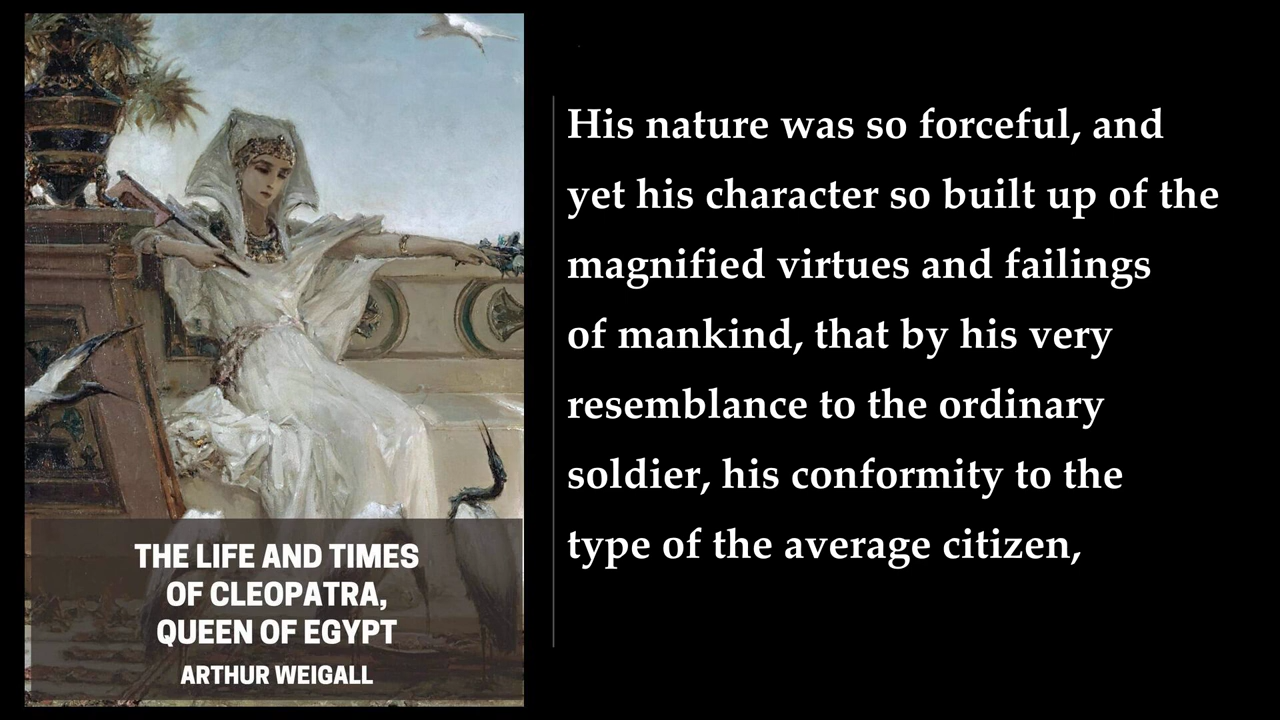 THE LIFE AND TIMES
OF CLEOPATRA,
QUEEN OF EGYPT
ARTHUR WEIGALL
His nature was so forceful, and
yet his character so built up of the
magnified virtues and failings
of mankind, that by his very
resemblance to the ordinary
soldier, his conformity to the
type of the average citizen,